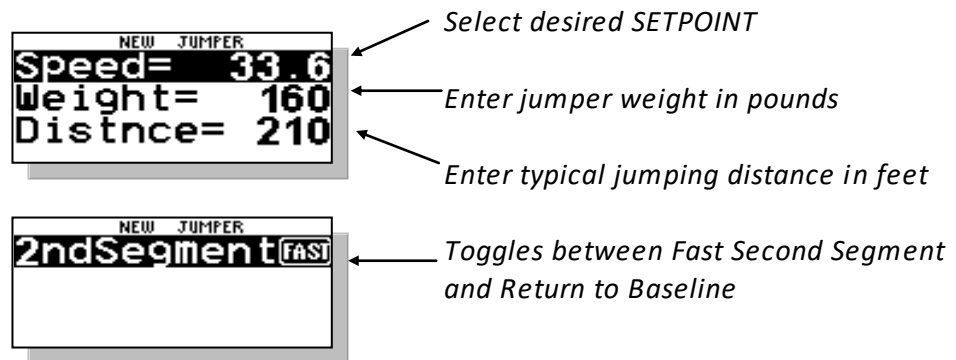 Select desired SETPOINT
NEW JUMPER
Speed= 33.6
Weight= 160
Enter jumper weight in pounds
Distnce= 210
Enter typical jumping distance in feet
NEW JUMPER
2ndSegment FAST
Toggles between Fast Second Segment
and Return to Baseline